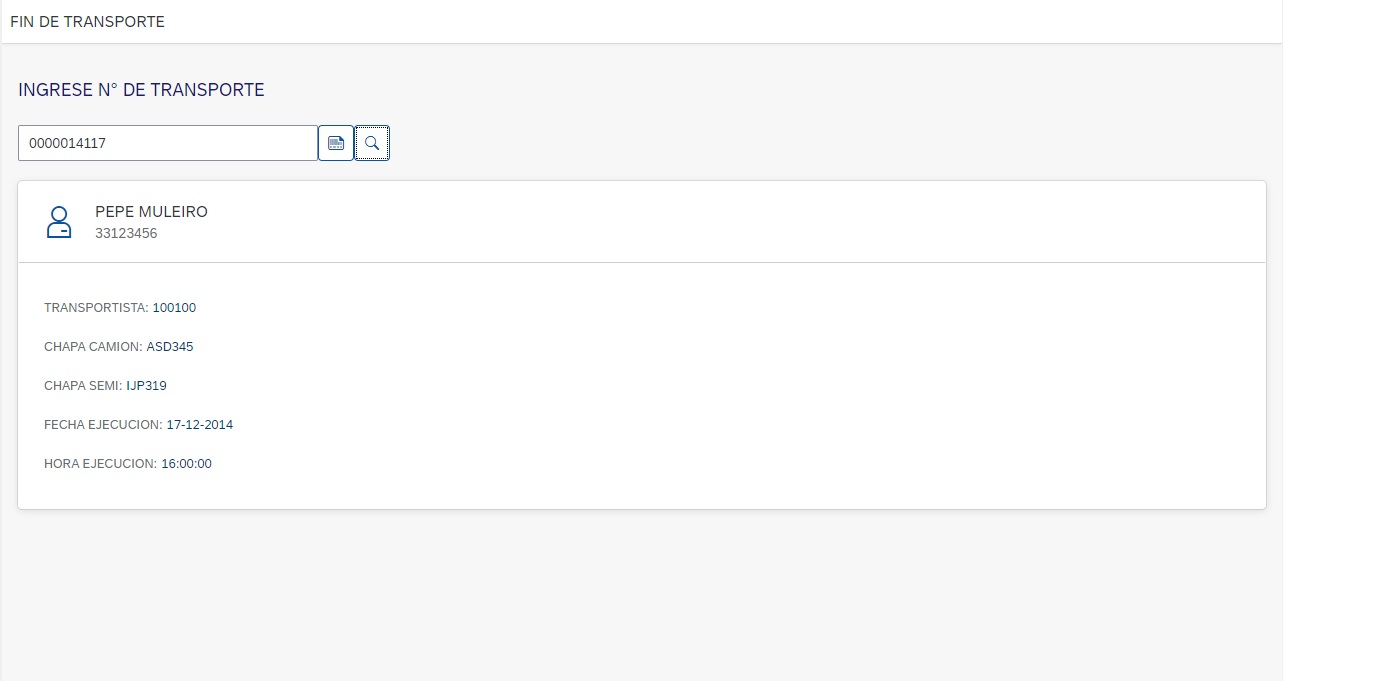 FIN DE TRANSPORTE
INGRESE N° DE TRANSPORTE
0000014117
PEPE MULEIRO
33123456
TRANSPORTISTA: 100100
CHAPA CAMION: ASD345
CHAPA SEMI: IJP319
FECHA EJECUCION: 17-12-2014
HORA EJECUCION: 16:00:00